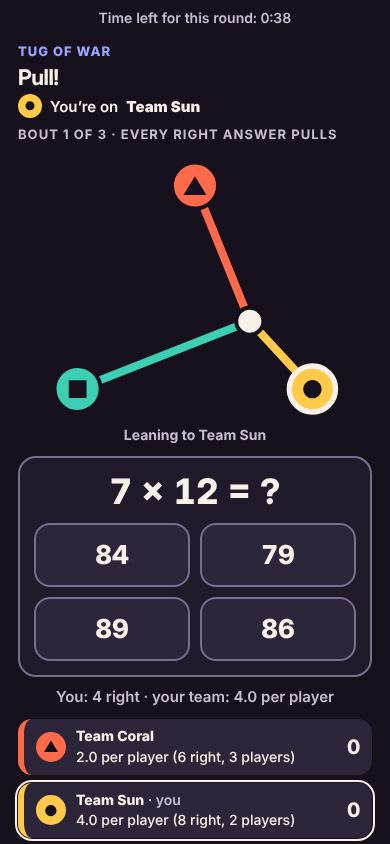 Time left for this round: 0:38
TUG OF WAR
Pull!
You're on Team Sun
BOUT 1 OF 3 · EVERY RIGHT ANSWER PULLS
Leaning to Team Sun
7 × 12 = ?
84
79
89
86
You: 4 right · your team: 4.0 per player
Team Coral
2.0 per player (6 right, 3 players)
0
Team Sun · you
4.0 per player (8 right, 2 players)
0